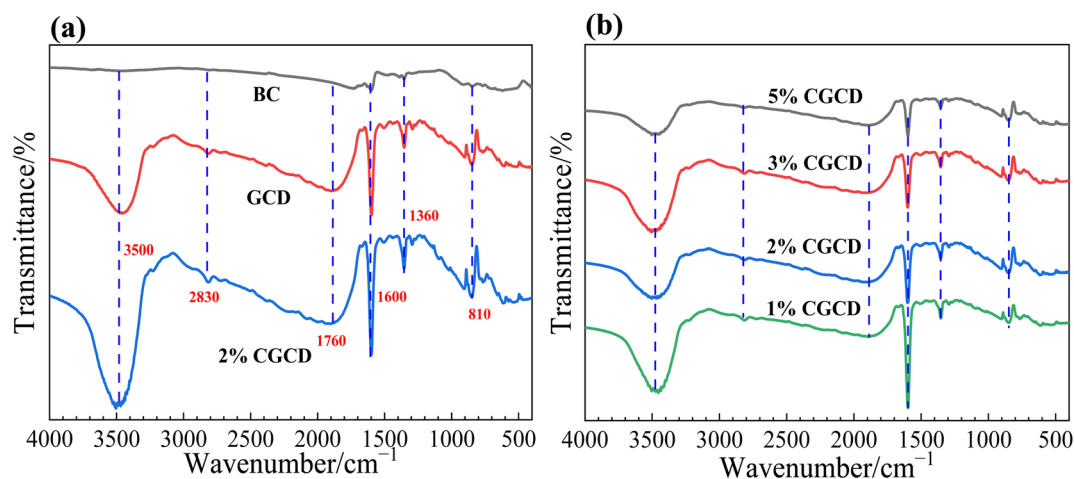 (a)
BC
GCD
2% CGCD
3500
2830
1760
1600
1360
810
Transmittance/%
4000 3500 3000 2500 2000 1500 1000 500
Wavenumber/cm⁻¹
(b)
5% CGCD
3% CGCD
2% CGCD
1% CGCD
Transmittance/%
4000 3500 3000 2500 2000 1500 1000 500
Wavenumber/cm⁻¹